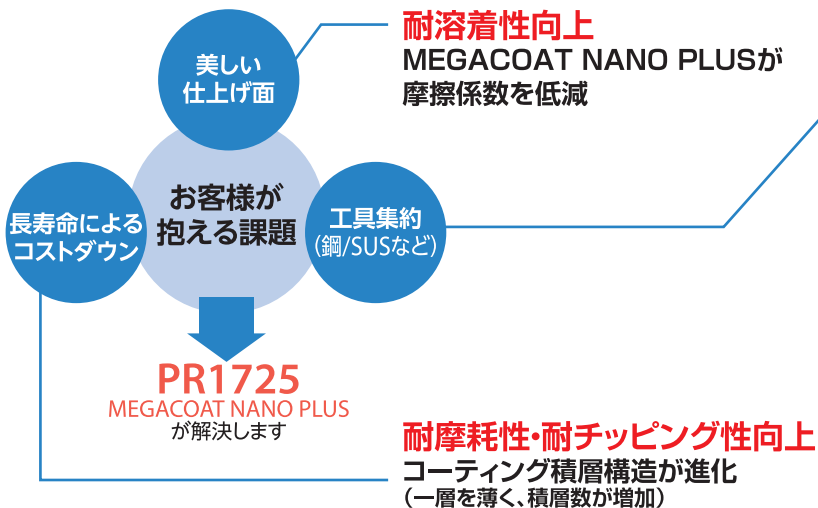 耐溶着性向上
MEGACOAT NANO PLUSが
摩擦係数を低減
美しい
仕上げ面
お客様が
抱える課題
長寿命による
コストダウン
工具集約
(鋼/SUSなど)
PR1725
MEGACOAT NANO PLUS
が解決します
耐摩耗性・耐チッピング性向上
コーティング積層構造が進化
(一層を薄く、積層数が増加)